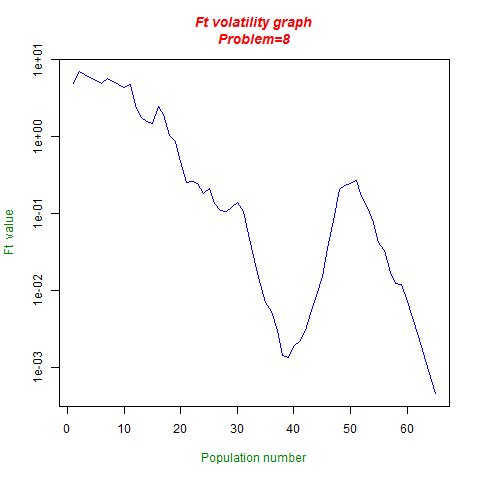 Ft volatility graph
Problem=8
1e+01
1e+00
1e-01
1e-02
1e-03
Ft value
0 10 20 30 40 50 60
Population number